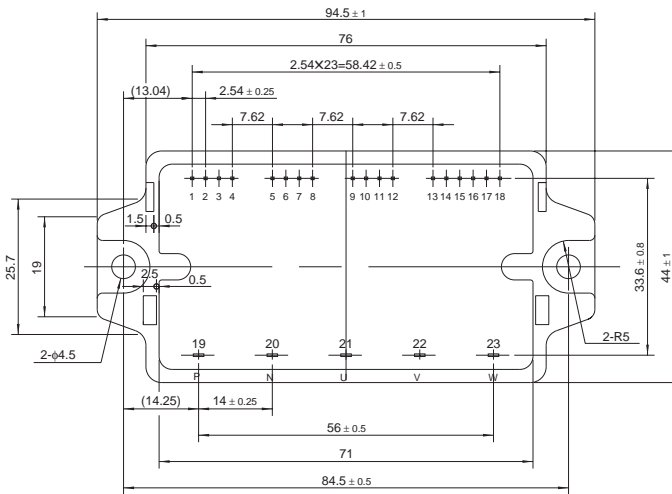 94.5 ± 1
76
2.54X23=58.42 ± 0.5
(13.04) 2.54 ± 0.25
7.62 7.62 7.62
1 2 3 4 5 6 7 8 9 10 11 12 13 14 15 16 17 18
1.5 0.5
25.7
19
2.5 0.5
33.6 ± 0.8
44 ± 1
2-ϕ4.5
19 20 21 22 23
2-R5
P N U V W
(14.25) 14 ± 0.25
56 ± 0.5
71
84.5 ± 0.5